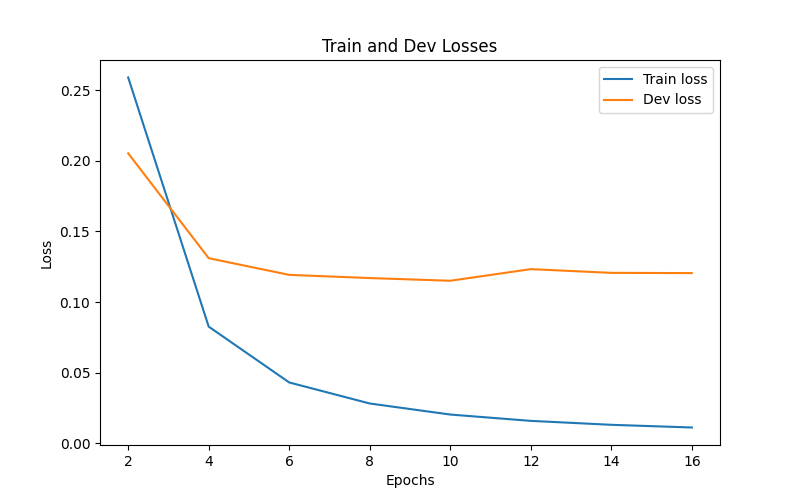 Train and Dev Losses
Train loss
Dev loss
Loss
0.25
0.20
0.15
0.10
0.05
0.00
2 4 6 8 10 12 14 16
Epochs